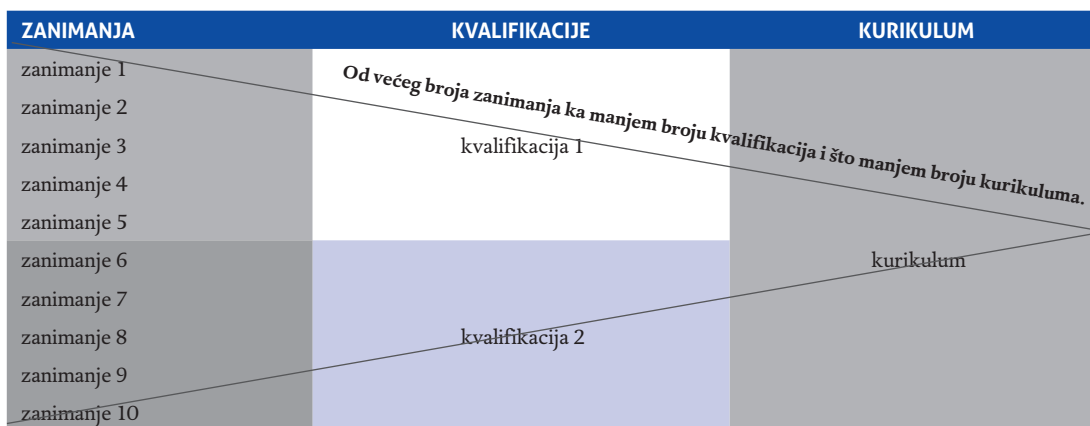 ZANIMANJA KVALIFIKACIJE KURIKULUM
zanimanje 1
Od većeg broja zanimanja ka manjem broju kvalifikacija i što manjem broju kurikuluma.
zanimanje 2
zanimanje 3 kvalifikacija 1
zanimanje 4
zanimanje 5
zanimanje 6 kurikulum
zanimanje 7
zanimanje 8 kvalifikacija 2
zanimanje 9
zanimanje 10